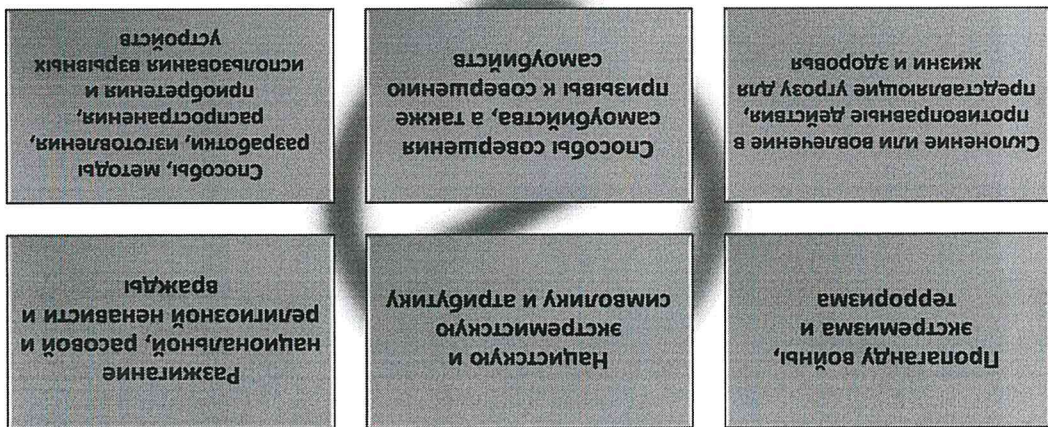 Пропаганду войны,
экстремизма и
терроризма
Нацистскую и
экстремистскую
символику и атрибутику
Разжигание
национальной, расовой и
религиозной ненависти и
вражды
Склонение или вовлечение в
противоправные действия,
представляющие угрозу для
жизни и здоровья
Способы совершения
самоубийства, а также
призывы к совершению
самоубийств
Способы, методы
разработки, изготовления,
распространения,
приобретения и
использования взрывных
устройств